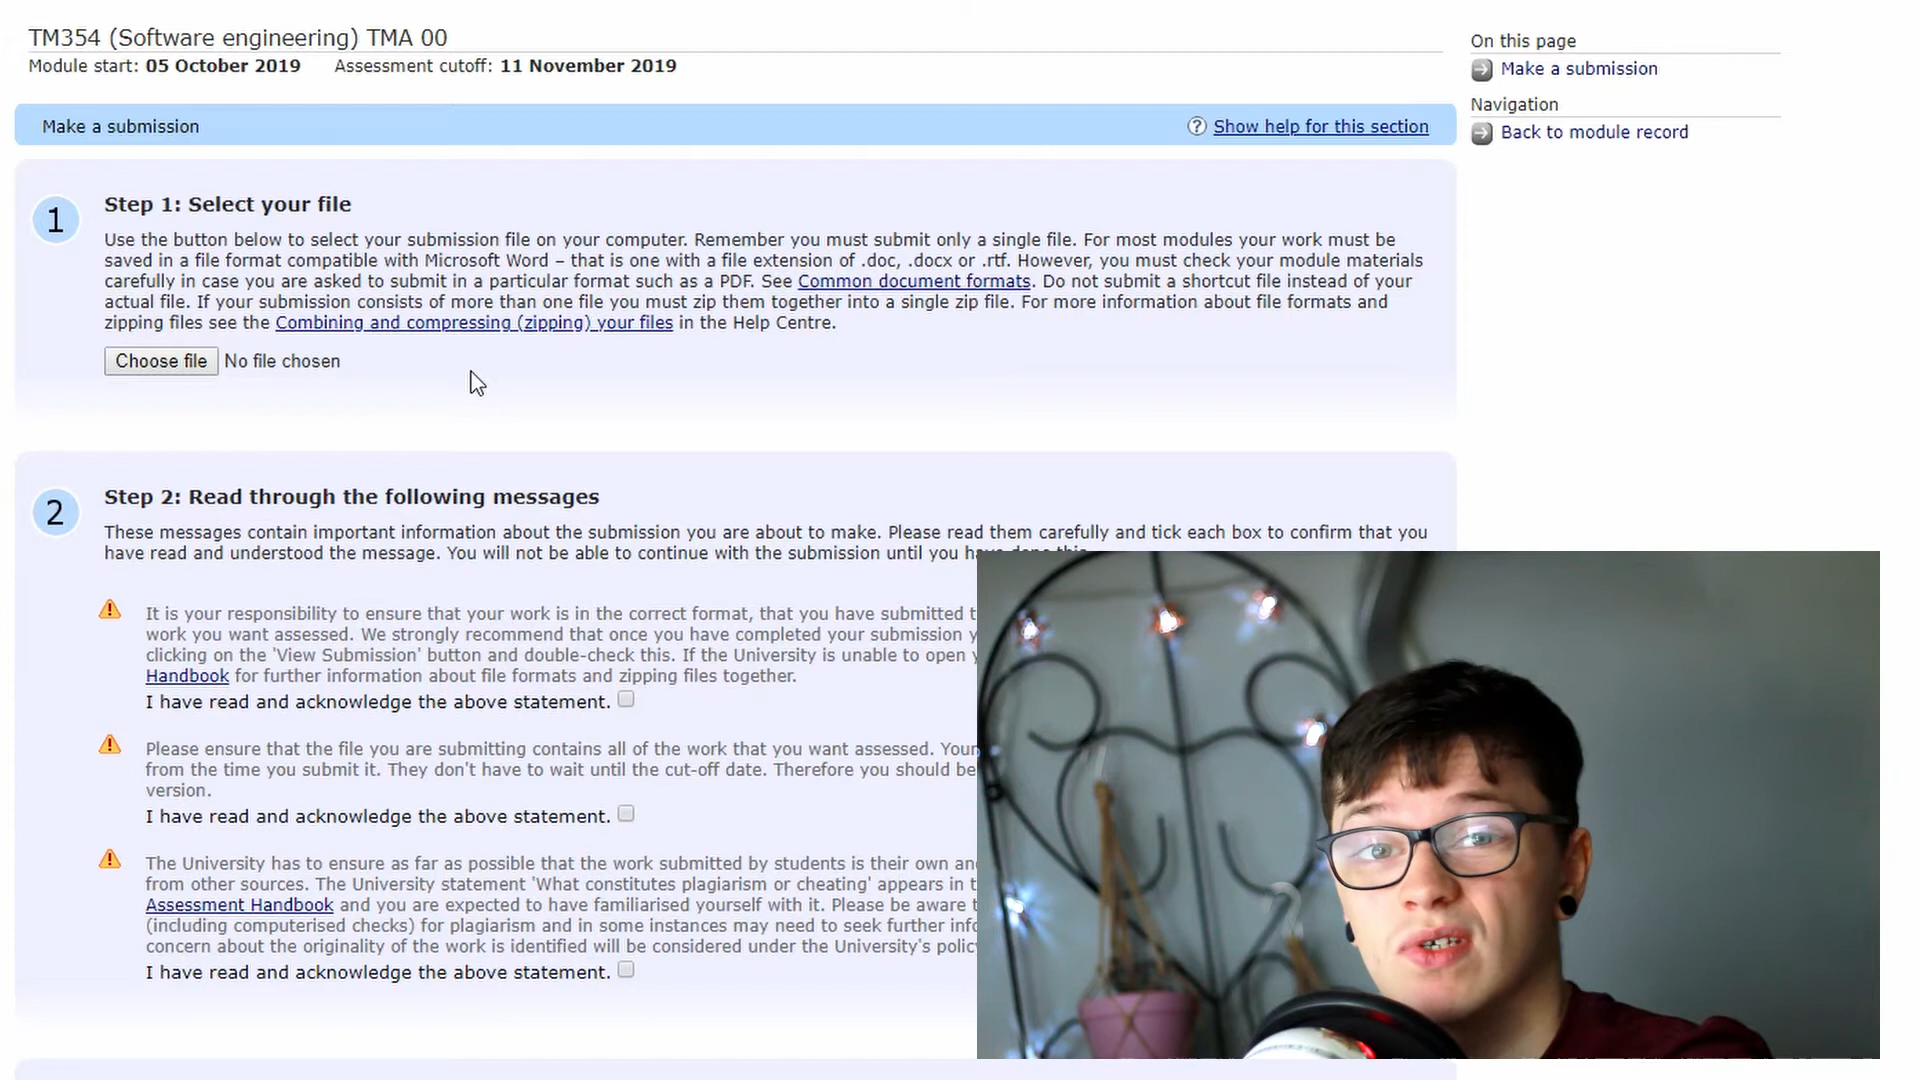 TM354 (Software engineering) TMA 00
Module start: 05 October 2019 Assessment cutoff: 11 November 2019
Make a submission
? Show help for this section
1
Step 1: Select your file
Use the button below to select your submission file on your computer. Remember you must submit only a single file. For most modules your work must be
saved in a file format compatible with Microsoft Word – that is one with a file extension of .doc, .docx or .rtf. However, you must check your module materials
carefully in case you are asked to submit in a particular format such as a PDF. See Common document formats. Do not submit a shortcut file instead of your
actual file. If your submission consists of more than one file you must zip them together into a single zip file. For more information about file formats and
zipping files see the Combining and compressing (zipping) your files in the Help Centre.
Choose file No file chosen
2
Step 2: Read through the following messages
These messages contain important information about the submission you are about to make. Please read them carefully and tick each box to confirm that you
have read and understood the message. You will not be able to continue with the submission until you have done this.
It is your responsibility to ensure that your work is in the correct format, that you have submitted
work you want assessed. We strongly recommend that once you have completed your submission
clicking on the 'View Submission' button and double-check this. If the University is unable to open
Handbook for further information about file formats and zipping files together.
I have read and acknowledge the above statement.
Please ensure that the file you are submitting contains all of the work that you want assessed. Your
from the time you submit it. They don't have to wait until the cut-off date. Therefore you should be
version.
I have read and acknowledge the above statement.
The University has to ensure as far as possible that the work submitted by students is their own
from other sources. The University statement 'What constitutes plagiarism or cheating' appears in
Assessment Handbook and you are expected to have familiarised yourself with it. Please be aware
(including computerised checks) for plagiarism and in some instances may need to seek further
concern about the originality of the work is identified will be considered under the University's
I have read and acknowledge the above statement.
On this page
Make a submission
Navigation
Back to module record